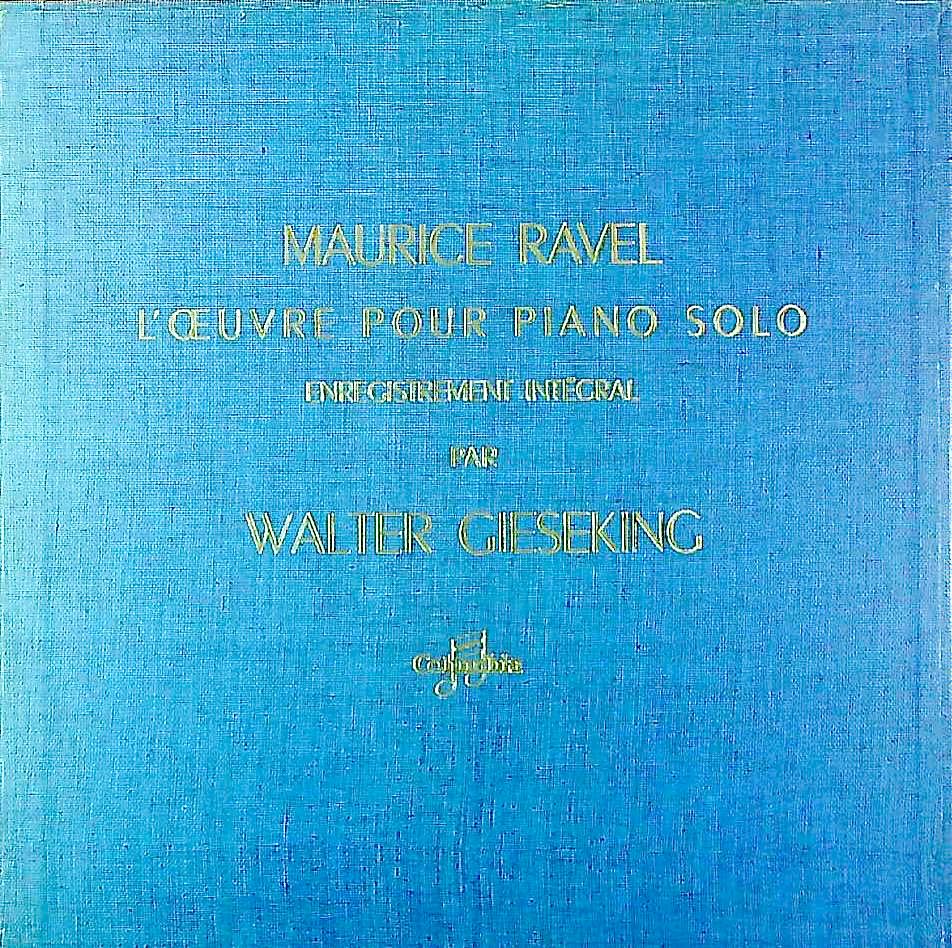 MAURICE RAVEL
L'ŒUVRE POUR PIANO SOLO
ENREGISTREMENT INTÉGRAL
PAR
WALTER GIESEKING
Columbia